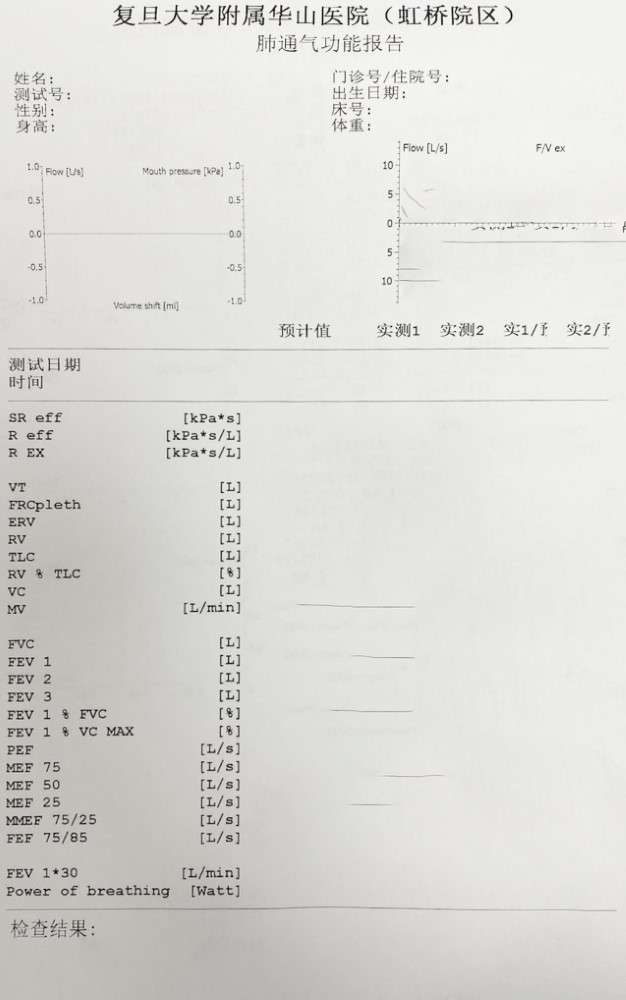 复旦大学附属华山医院（虹桥院区）
肺通气功能报告
姓名: 门诊号/住院号:
测试号: 出生日期:
性别: 床号:
身高: 体重:
Flow [L/s] F/V ex
1.0 Flow [L/s] Mouth pressure [kPa] 1.0
10
0.5 0.5
5
0.0 0.0
0
-0.5 -0.5
5
10
-1.0 -1.0
Volume shift [ml]
预计值 实测1 实测2 实1/予 实2/予
测试日期
时间
SR eff [kPa*s]
R eff [kPa*s/L]
R EX [kPa*s/L]
VT [L]
FRCpleth [L]
ERV [L]
RV [L]
TLC [L]
RV % TLC [%]
VC [L]
MV [L/min]
FVC [L]
FEV 1 [L]
FEV 2 [L]
FEV 3 [L]
FEV 1 % FVC [%]
FEV 1 % VC MAX [%]
PEF [L/s]
MEF 75 [L/s]
MEF 50 [L/s]
MEF 25 [L/s]
MMEF 75/25 [L/s]
FEF 75/85 [L/s]
FEV 1*30 [L/min]
Power of breathing [Watt]
检查结果: